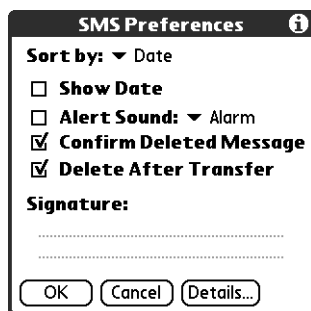 SMS Preferences
Sort by: Date
Show Date
Alert Sound: Alarm
Confirm Deleted Message
Delete After Transfer
Signature:
OK Cancel Details...